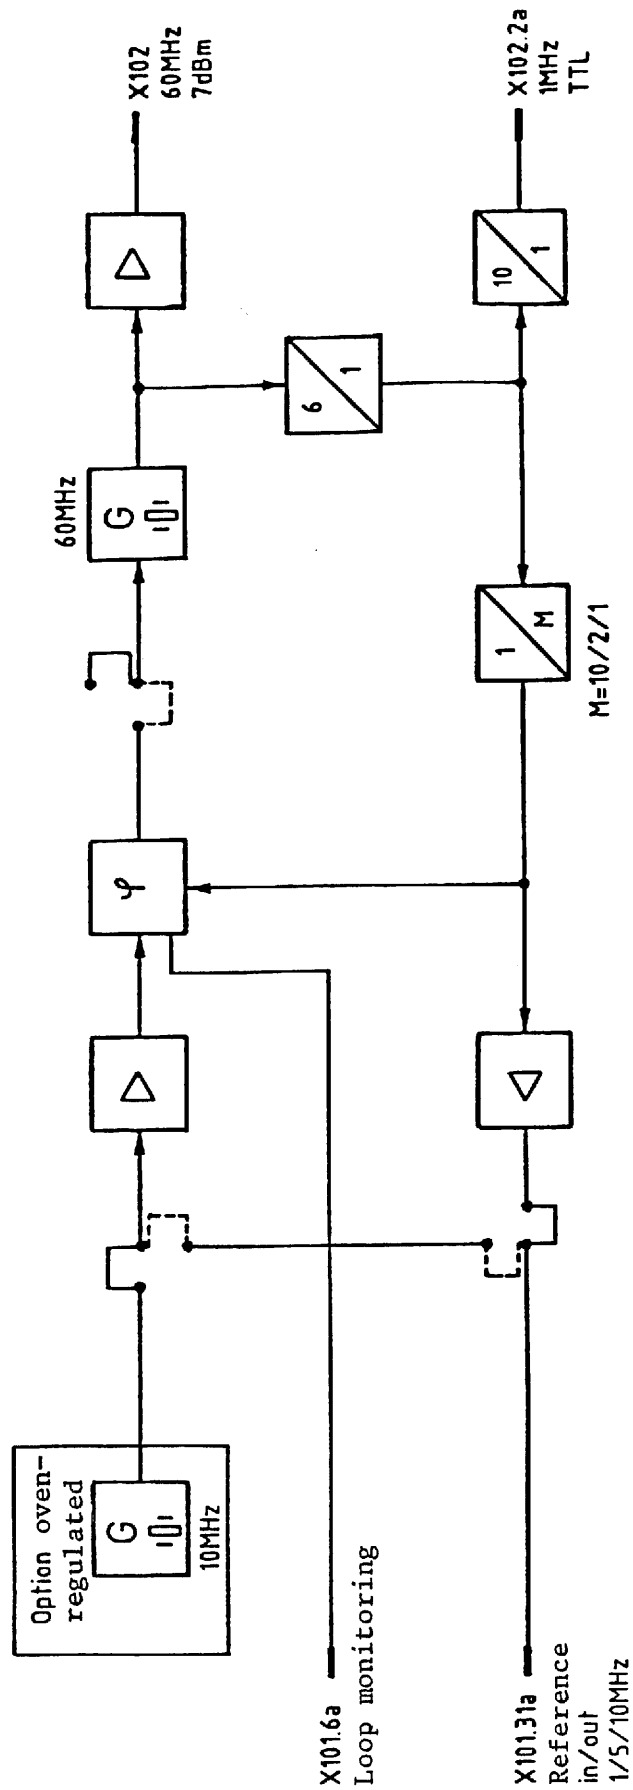 Option oven-
regulated
G
10MHz
φ
60MHz
G
X102
60MHz
7dBm
6
1
10
1
X102.2a
1MHz
TTL
1
M
M=10/2/1
X101.6a
Loop monitoring
X101.31a
Reference
in/out
1/5/10MHz